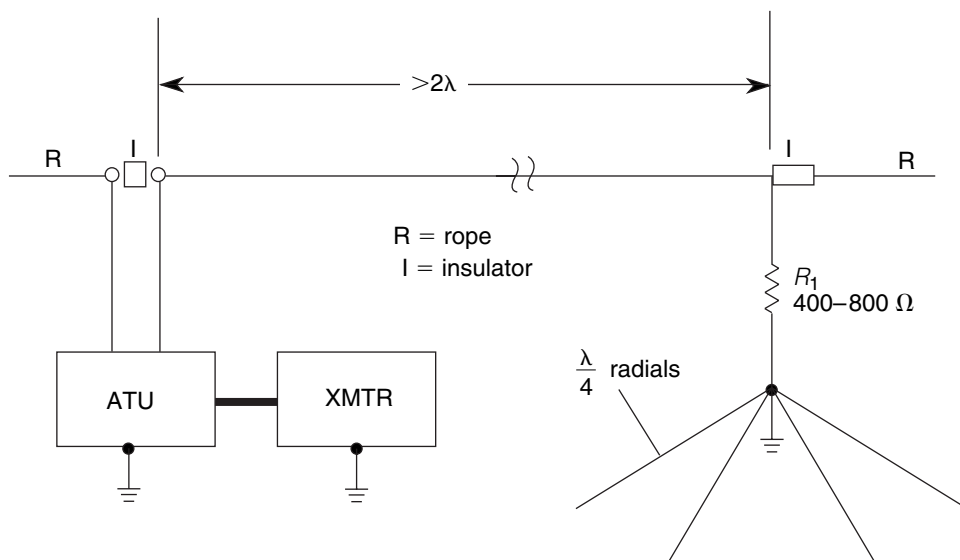 >2λ
R
I
I
R
R = rope
I = insulator
R₁
400–800 Ω
λ/4 radials
ATU
XMTR